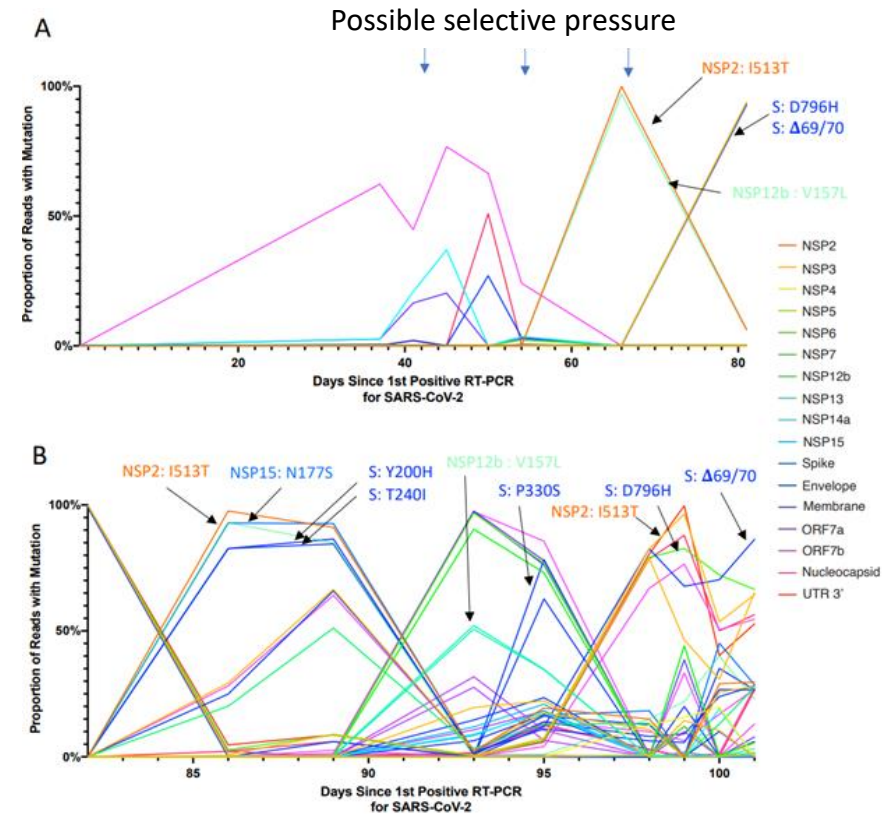 Possible selective pressure
A
NSP2: I513T
S: D796H
S: Δ69/70
NSP12b : V157L
100%
50%
0%
Proportion of Reads with Mutation
20
40
60
80
Days Since 1st Positive RT-PCR
for SARS-CoV-2
NSP2
NSP3
NSP4
NSP5
NSP6
NSP7
NSP12b
NSP13
NSP14a
NSP15
Spike
Envelope
Membrane
ORF7a
ORF7b
Nucleocapsid
UTR 3'
B
NSP2: I513T
NSP15: N177S
S: Y200H
S: T240I
NSP12b : V157L
S: P330S
S: D796H
NSP2: I513T
S: Δ69/70
100%
50%
0%
Proportion of Reads with Mutation
85
90
95
100
Days Since 1st Positive RT-PCR
for SARS-CoV-2